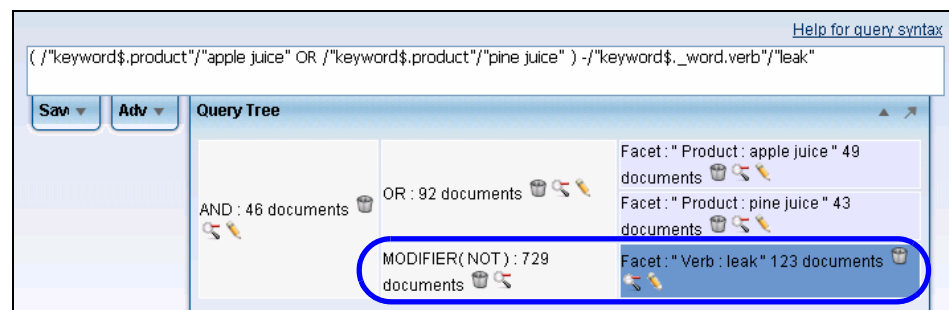 Help for query syntax
( /"keyword$.product"/"apple juice" OR /"keyword$.product"/"pine juice" ) -/"keyword$._word.verb"/"leak"
Sav
Adv
Query Tree
AND : 46 documents
OR : 92 documents
Facet : " Product : apple juice " 49
documents
Facet : " Product : pine juice " 43
documents
MODIFIER( NOT ) : 729
documents
Facet : " Verb : leak " 123 documents